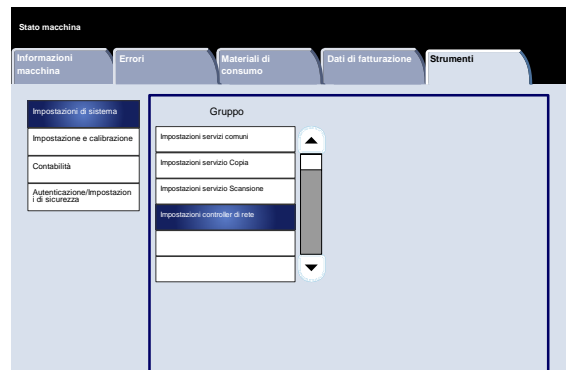 Stato macchina
Informazioni
macchina
Errori
Materiali di
consumo
Dati di fatturazione
Strumenti
Impostazioni di sistema
Impostazione e calibrazione
Contabilità
Autenticazione/Impostazion
i di sicurezza
Gruppo
Impostazioni servizi comuni
Impostazioni servizio Copia
Impostazioni servizio Scansione
Impostazioni controller di rete